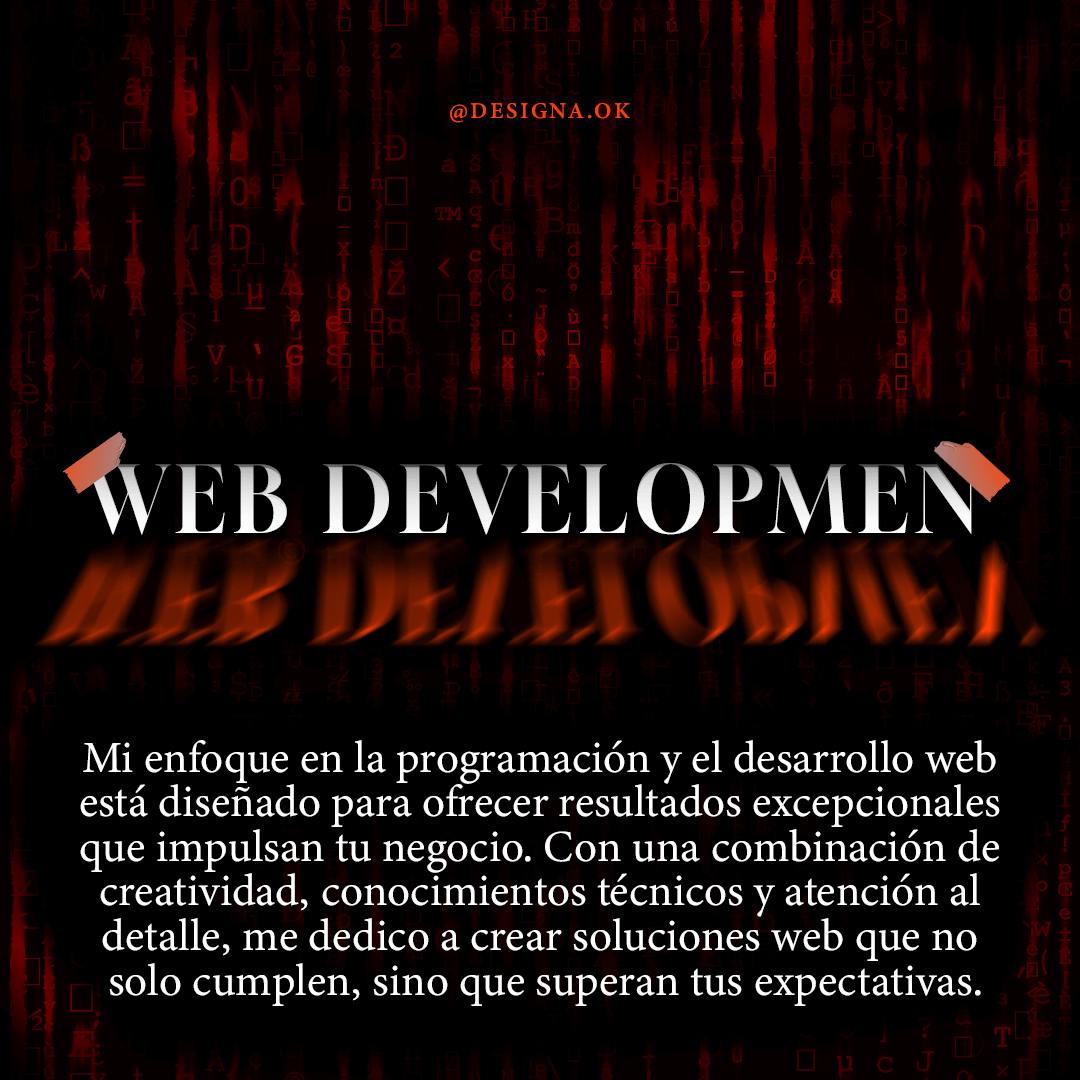 @DESIGNA.OK
WEB DEVELOPMEN
Mi enfoque en la programación y el desarrollo web
está diseñado para ofrecer resultados excepcionales
que impulsan tu negocio. Con una combinación de
creatividad, conocimientos técnicos y atención al
detalle, me dedico a crear soluciones web que no
solo cumplen, sino que superan tus expectativas.